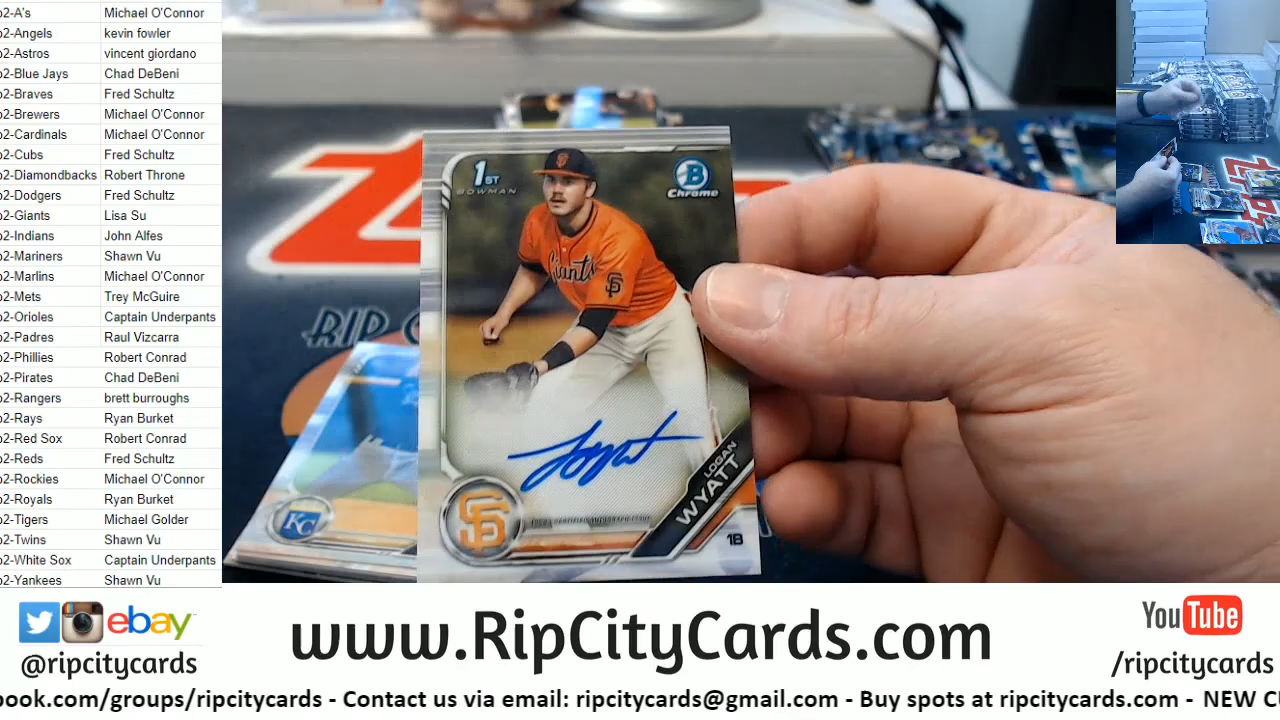 o2-A's Michael O'Connor
o2-Angels kevin fowler
o2-Astros vincent giordano
o2-Blue Jays Chad DeBeni
o2-Braves Fred Schultz
o2-Brewers Michael O'Connor
o2-Cardinals Michael O'Connor
o2-Cubs Fred Schultz
o2-Diamondbacks Robert Throne
o2-Dodgers Fred Schultz
o2-Giants Lisa Su
o2-Indians John Alfes
o2-Mariners Shawn Vu
o2-Marlins Michael O'Connor
o2-Mets Trey McGuire
o2-Orioles Captain Underpants
o2-Padres Raul Vizcarra
o2-Phillies Robert Conrad
o2-Pirates Chad DeBeni
o2-Rangers brett burroughs
o2-Rays Ryan Burket
o2-Red Sox Robert Conrad
o2-Reds Fred Schultz
o2-Rockies Michael O'Connor
o2-Royals Ryan Burket
o2-Tigers Michael Golder
o2-Twins Shawn Vu
o2-White Sox Captain Underpants
o2-Yankees Shawn Vu
1ST
BOWMAN
B
Chrome
Giants
SF
LOGAN
WYATT
1B
SF
KC
RIP
ebay
@ripcitycards
www.RipCityCards.com
YouTube
/ripcitycards
book.com/groups/ripcitycards - Contact us via email: ripcitycards@gmail.com - Buy spots at ripcitycards.com - NEW C